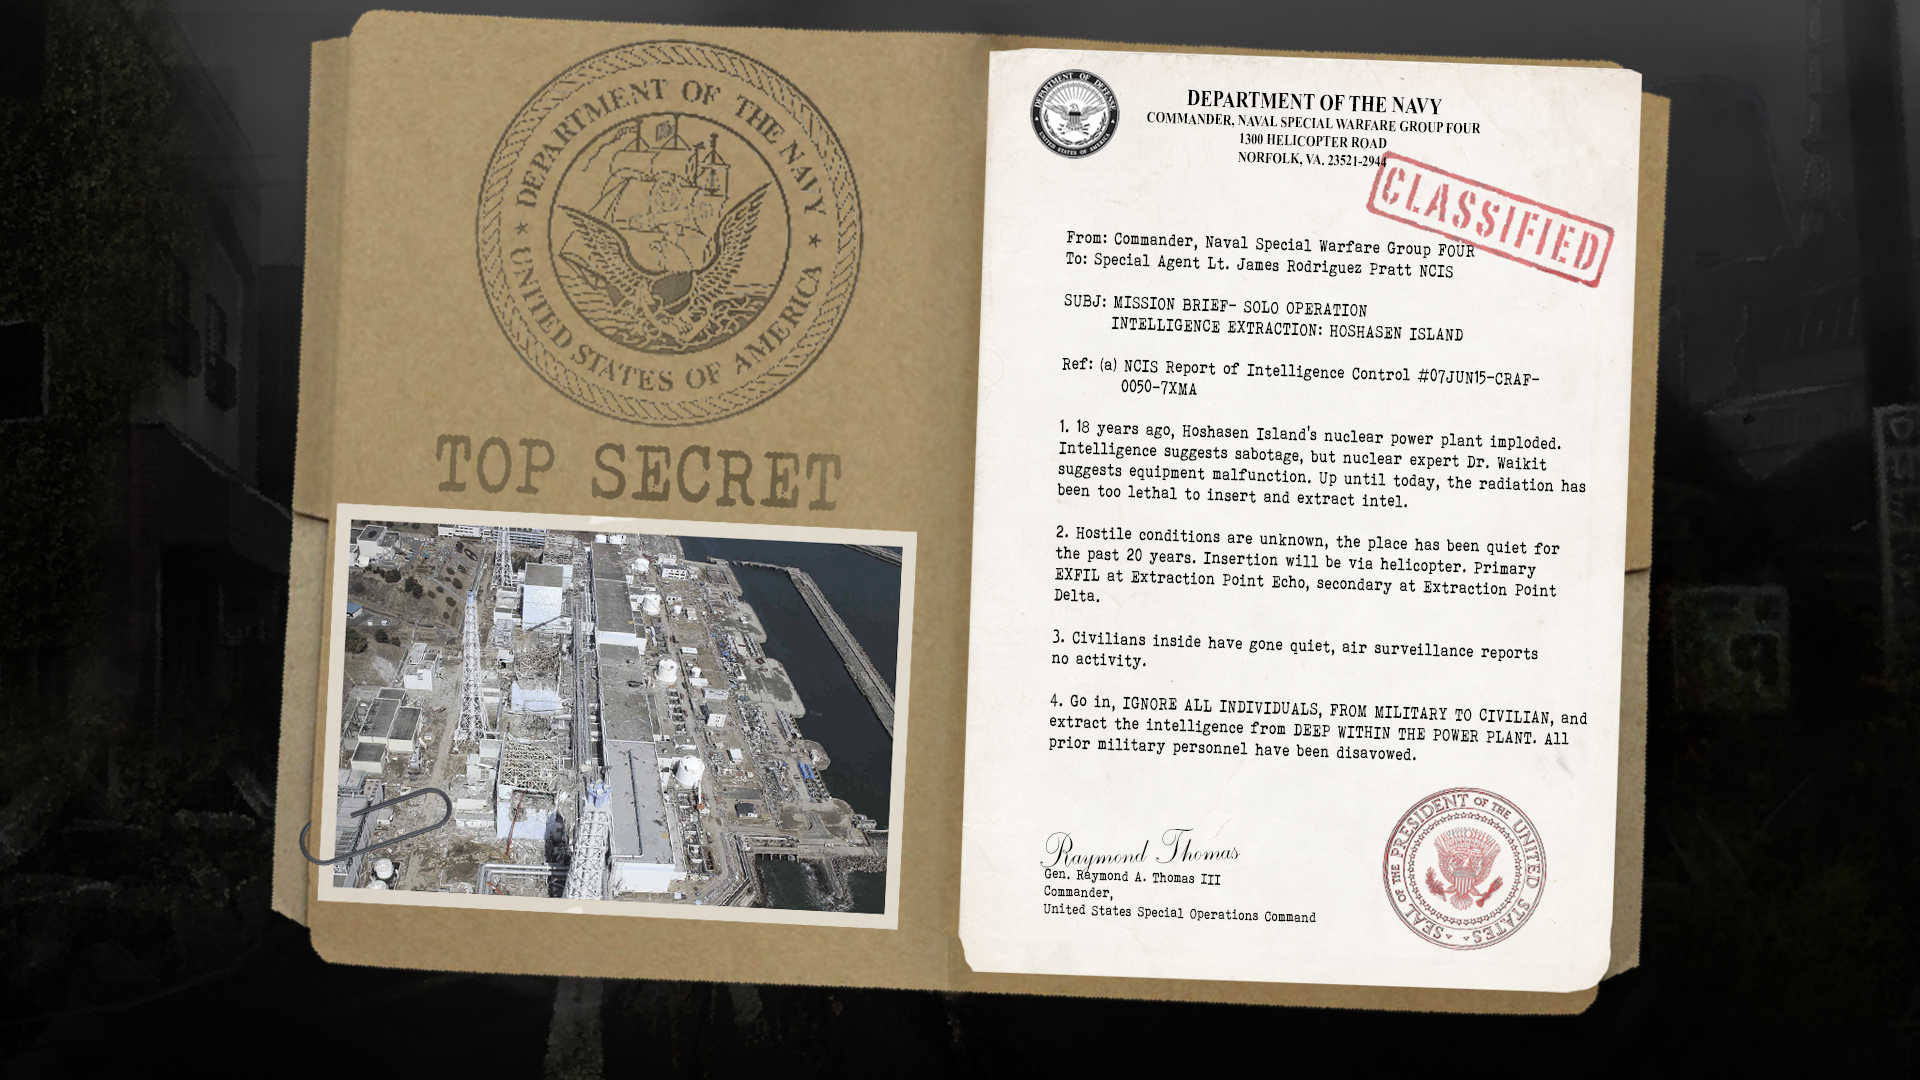 DEPARTMENT OF THE NAVY
UNITED STATES OF AMERICA
TOP SECRET
DEPARTMENT OF DEFENSE
UNITED STATES OF AMERICA
DEPARTMENT OF THE NAVY
COMMANDER, NAVAL SPECIAL WARFARE GROUP FOUR
1300 HELICOPTER ROAD
NORFOLK, VA. 23521-2944
CLASSIFIED
From: Commander, Naval Special Warfare Group FOUR
To: Special Agent Lt. James Rodriguez Pratt NCIS
SUBJ: MISSION BRIEF- SOLO OPERATION
INTELLIGENCE EXTRACTION: HOSHASEN ISLAND
Ref: (a) NCIS Report of Intelligence Control #07JUN15-CRAF-
0050-7XMA
1. 18 years ago, Hoshasen Island's nuclear power plant imploded.
Intelligence suggests sabotage, but nuclear expert Dr. Waikit
suggests equipment malfunction. Up until today, the radiation has
been too lethal to insert and extract intel.
2. Hostile conditions are unknown, the place has been quiet for
the past 20 years. Insertion will be via helicopter. Primary
EXFIL at Extraction Point Echo, secondary at Extraction Point
Delta.
3. Civilians inside have gone quiet, air surveillance reports
no activity.
4. Go in, IGNORE ALL INDIVIDUALS, FROM MILITARY TO CIVILIAN, and
extract the intelligence from DEEP WITHIN THE POWER PLANT. All
prior military personnel have been disavowed.
Raymond Thomas
Gen. Raymond A. Thomas III
Commander,
United States Special Operations Command
SEAL OF THE PRESIDENT OF THE UNITED STATES